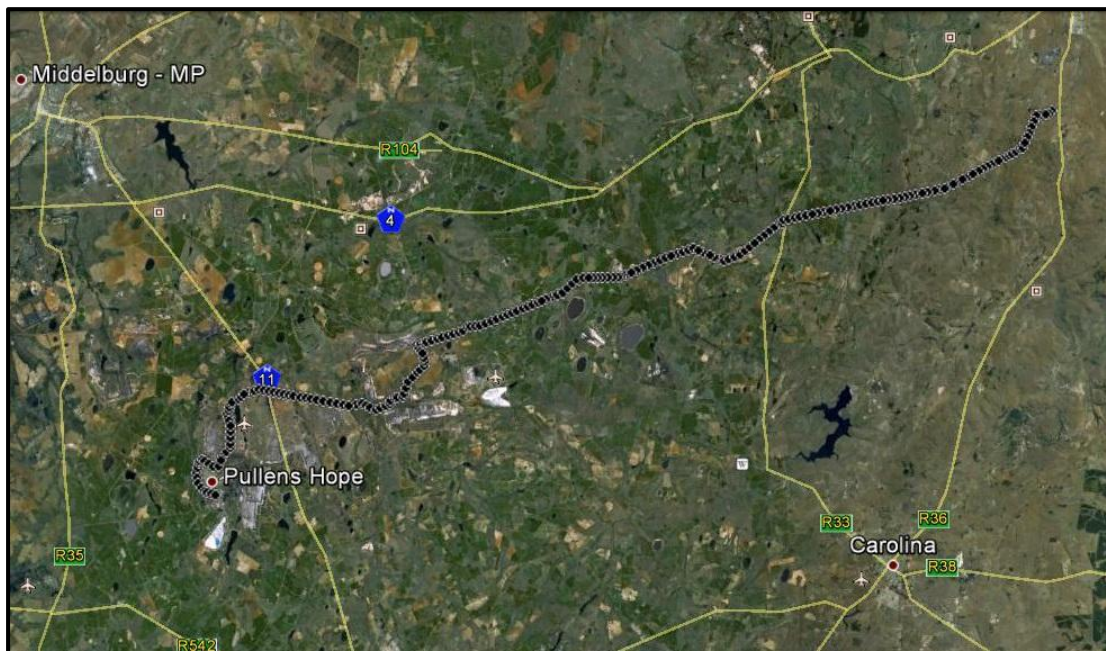 Middelburg - MP
R104
4
11
Pullens Hope
R35
R33
R36
Carolina
R38
R542